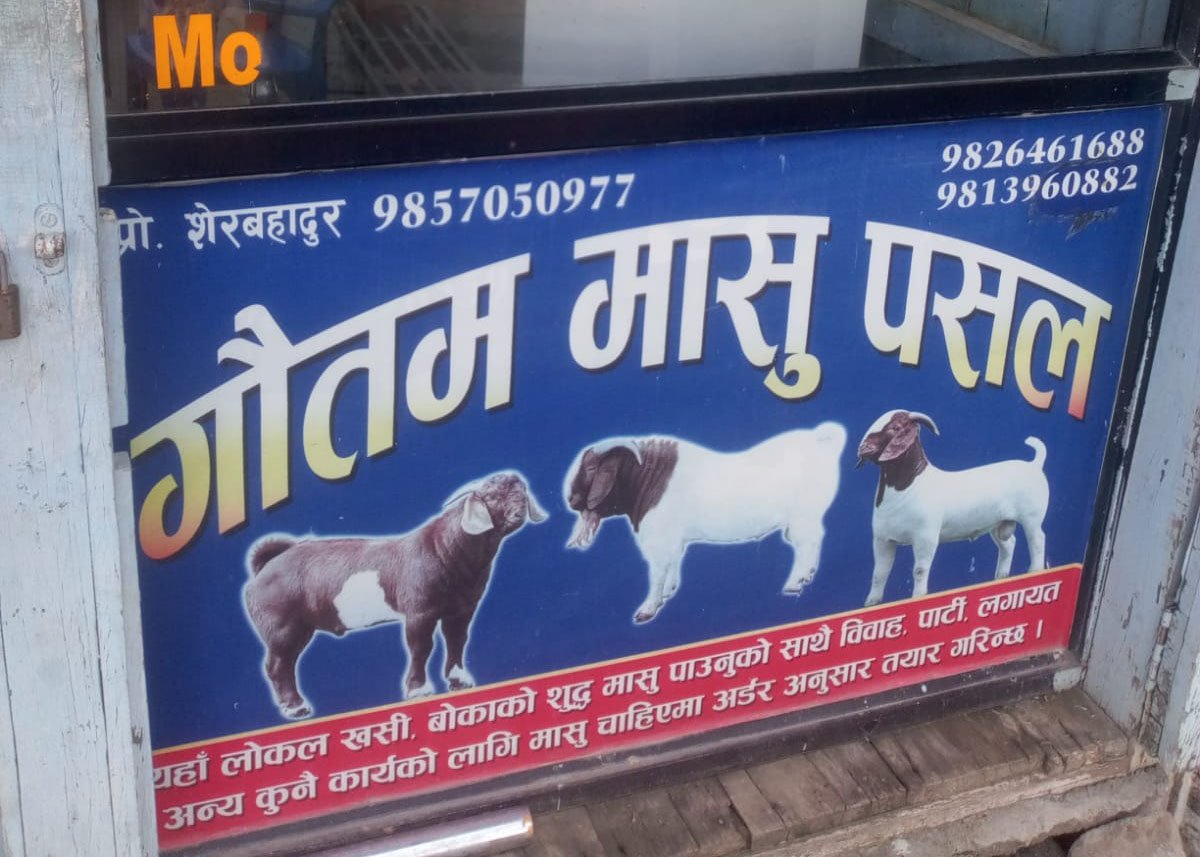 Mo
प्रो. शेरबहादुर 9857050977
9826461688
9813960882
गौतम मासु पसल
यहाँ लोकल खसी, बोकाको शुद्ध मासु पाउनुको साथै विवाह, पार्टी, लगायत
अन्य कुनै कार्यको लागि मासु चाहिएमा अर्डर अनुसार तयार गरिन्छ ।